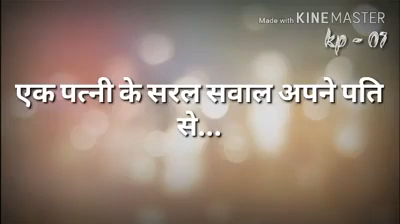 Made with KINEMASTER
kp - 07
एक पत्नी के सरल सवाल अपने पति
से...